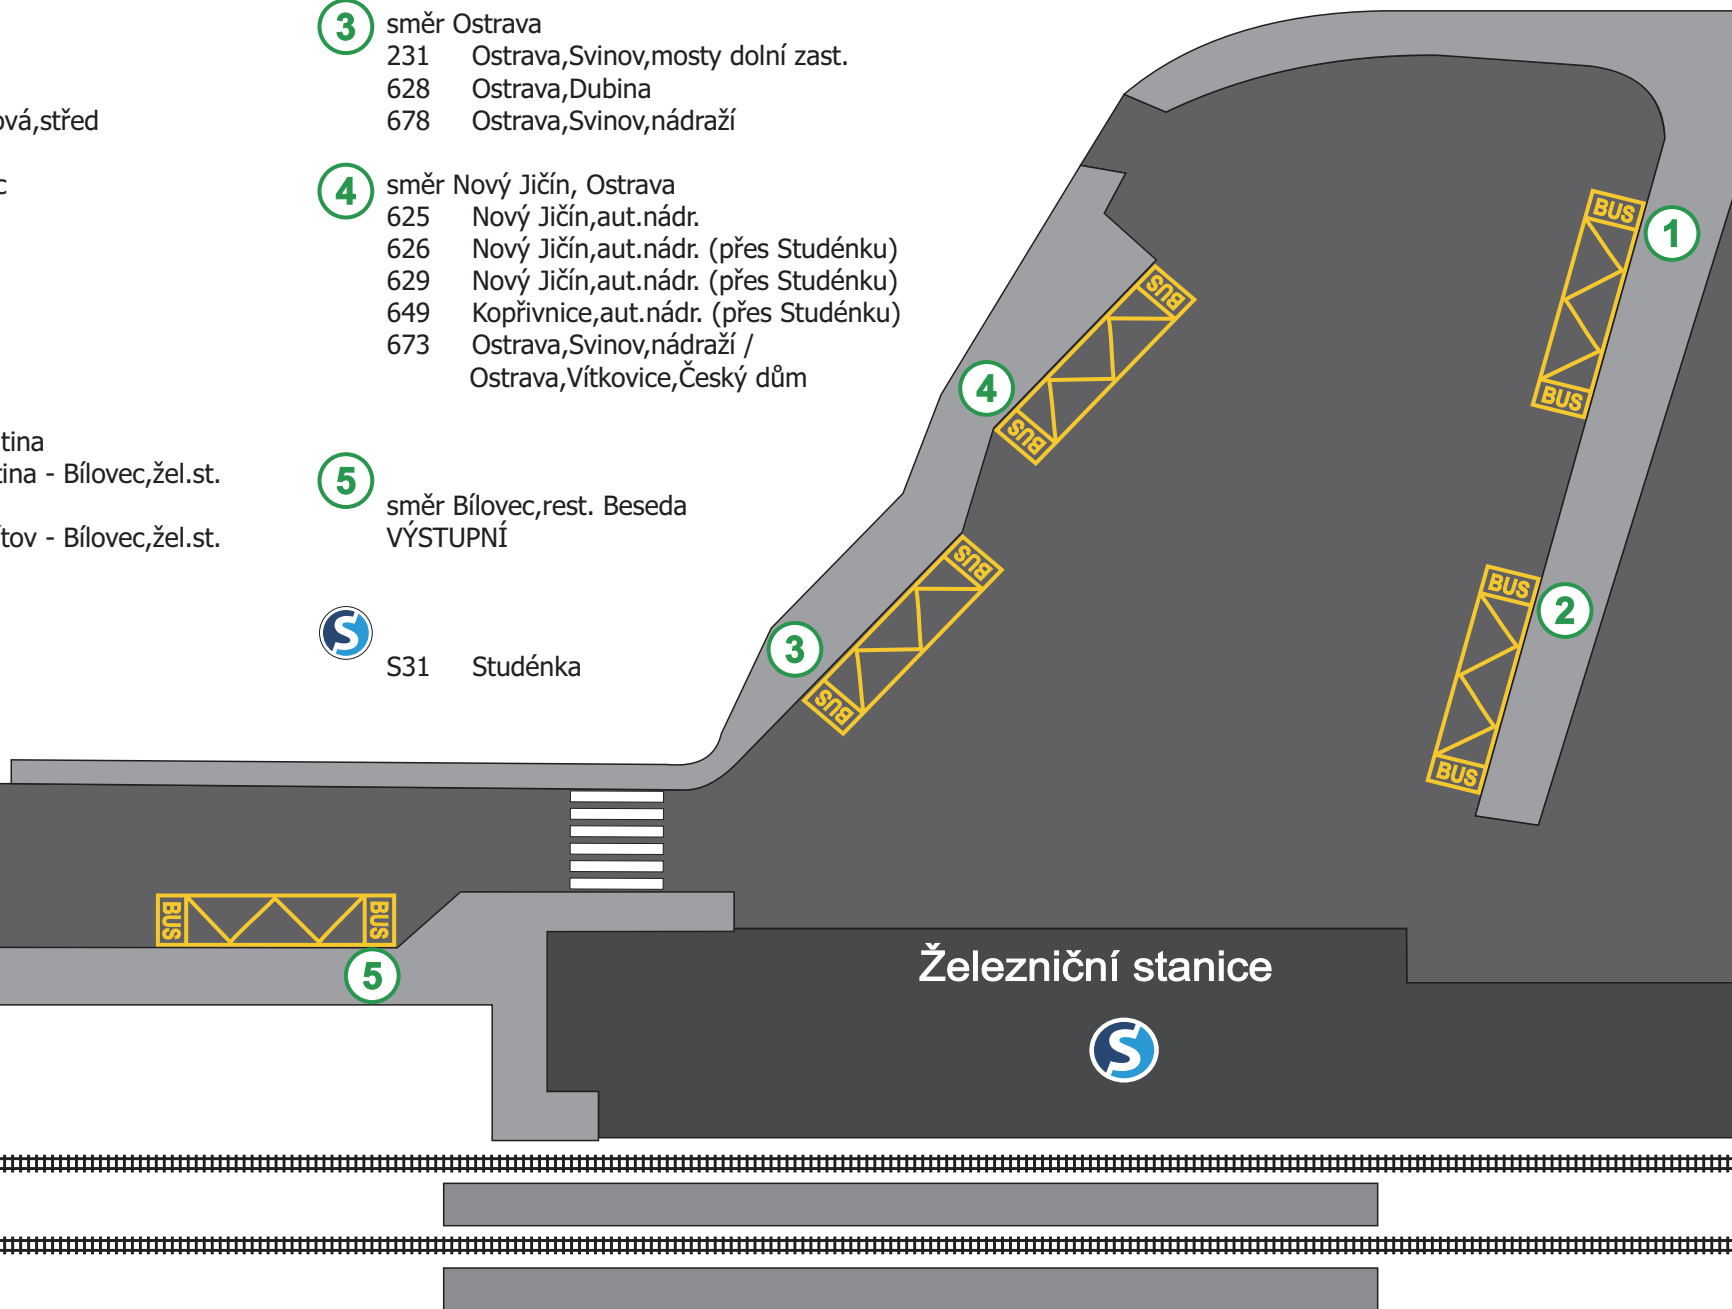 ová,střed
c
tina
tina - Bílovec,žel.st.
ítov - Bílovec,žel.st.
3 směr Ostrava
231 Ostrava,Svinov,mosty dolní zast.
628 Ostrava,Dubina
678 Ostrava,Svinov,nádraží
4 směr Nový Jičín, Ostrava
625 Nový Jičín,aut.nádr.
626 Nový Jičín,aut.nádr. (přes Studénku)
629 Nový Jičín,aut.nádr. (přes Studénku)
649 Kopřivnice,aut.nádr. (přes Studénku)
673 Ostrava,Svinov,nádraží /
Ostrava,Vítkovice,Český dům
5
směr Bílovec,rest. Beseda
VÝSTUPNÍ
S
S31 Studénka
BUS
1
BUS
BUS
4
BUS
BUS
2
BUS
BUS
3
BUS
BUS
BUS
5
Železniční stanice
S